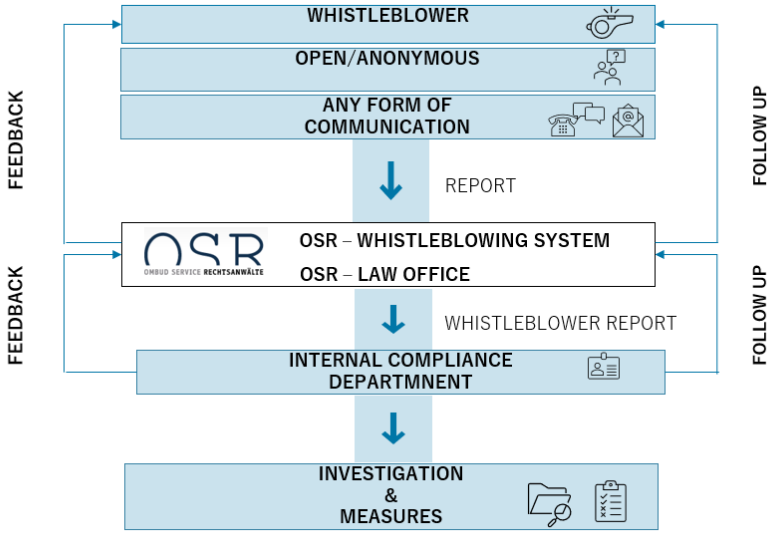 WHISTLEBLOWER
OPEN/ANONYMOUS
?
ANY FORM OF
COMMUNICATION
@
FEEDBACK
FOLLOW UP
REPORT
OSR
OMBUD SERVICE RECHTSANWÄLTE
OSR – WHISTLEBLOWING SYSTEM
OSR – LAW OFFICE
FEEDBACK
FOLLOW UP
WHISTLEBLOWER REPORT
INTERNAL COMPLIANCE
DEPARTMNENT
INVESTIGATION
&
MEASURES